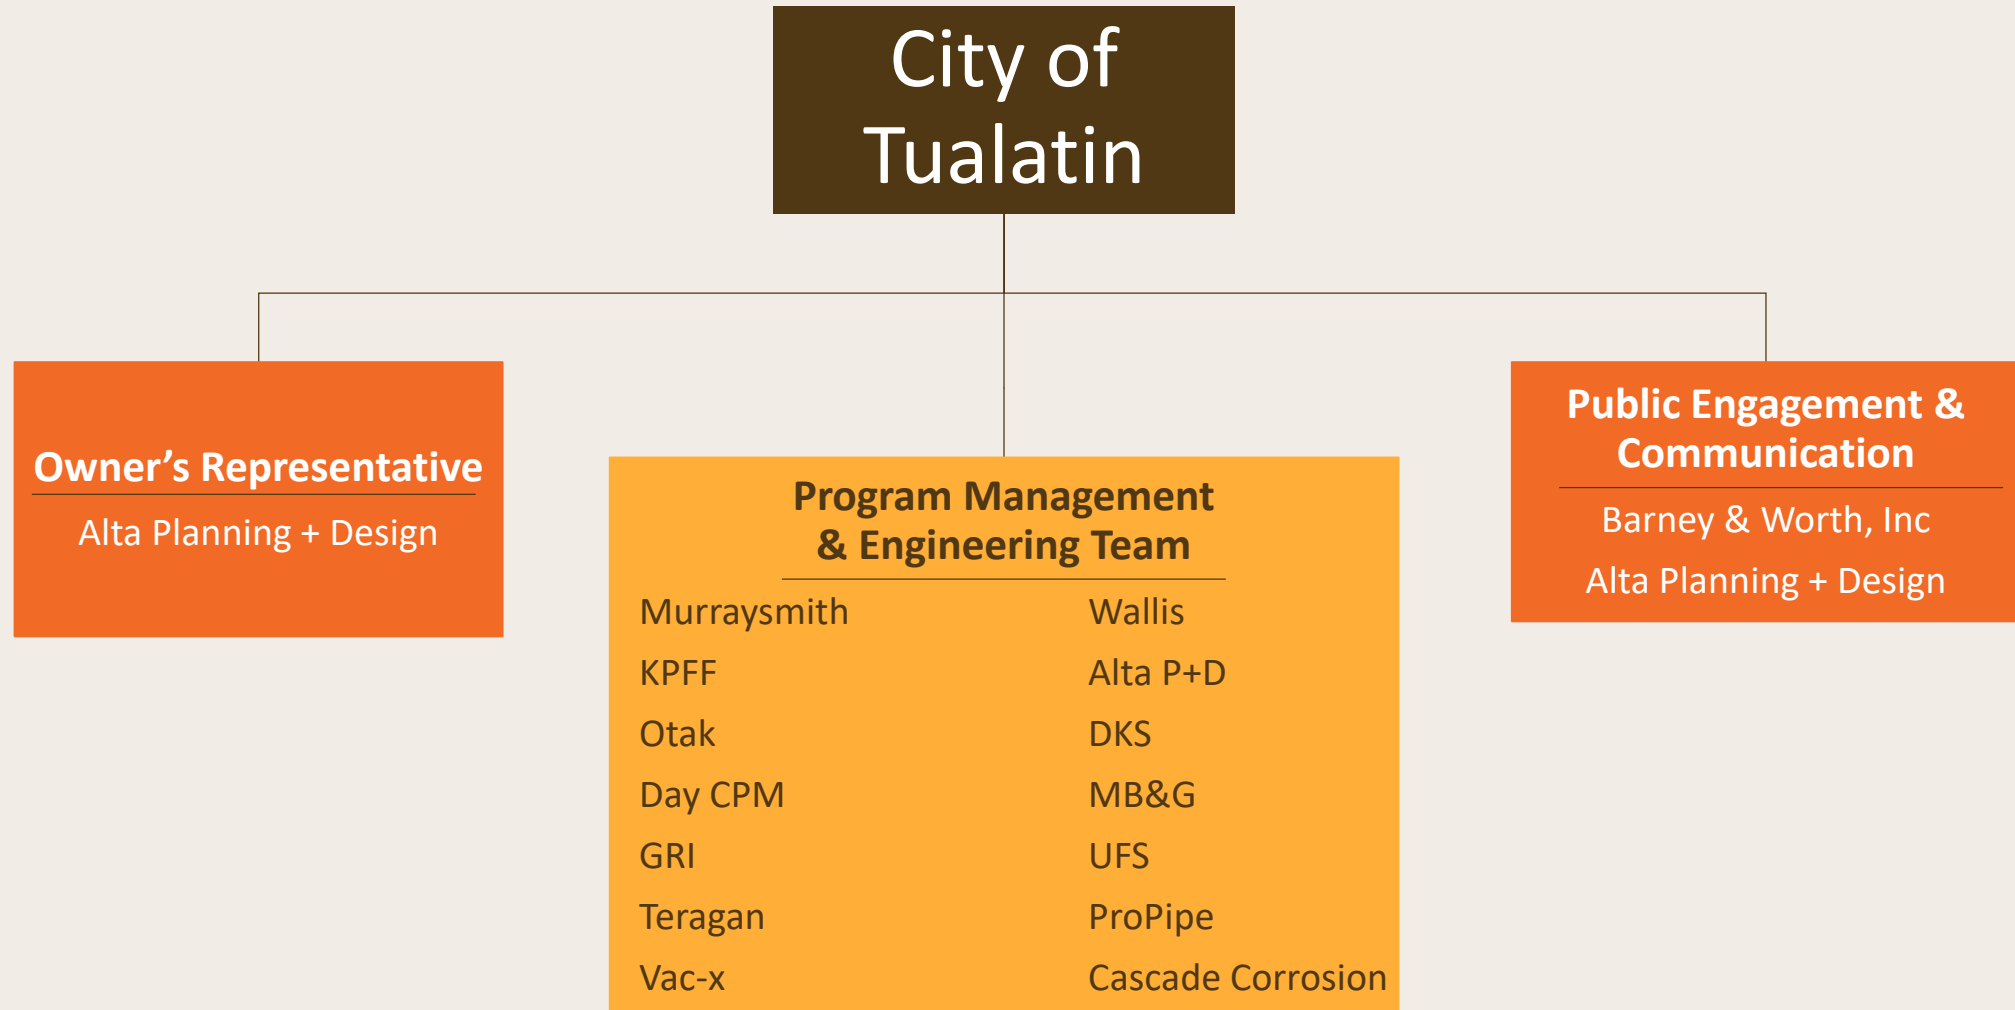 City of
Tualatin
Owner’s Representative
Alta Planning + Design
Program Management
& Engineering Team
Murraysmith
KPFF
Otak
Day CPM
GRI
Teragan
Vac-x
Wallis
Alta P+D
DKS
MB&G
UFS
ProPipe
Cascade Corrosion
Public Engagement &
Communication
Barney & Worth, Inc
Alta Planning + Design